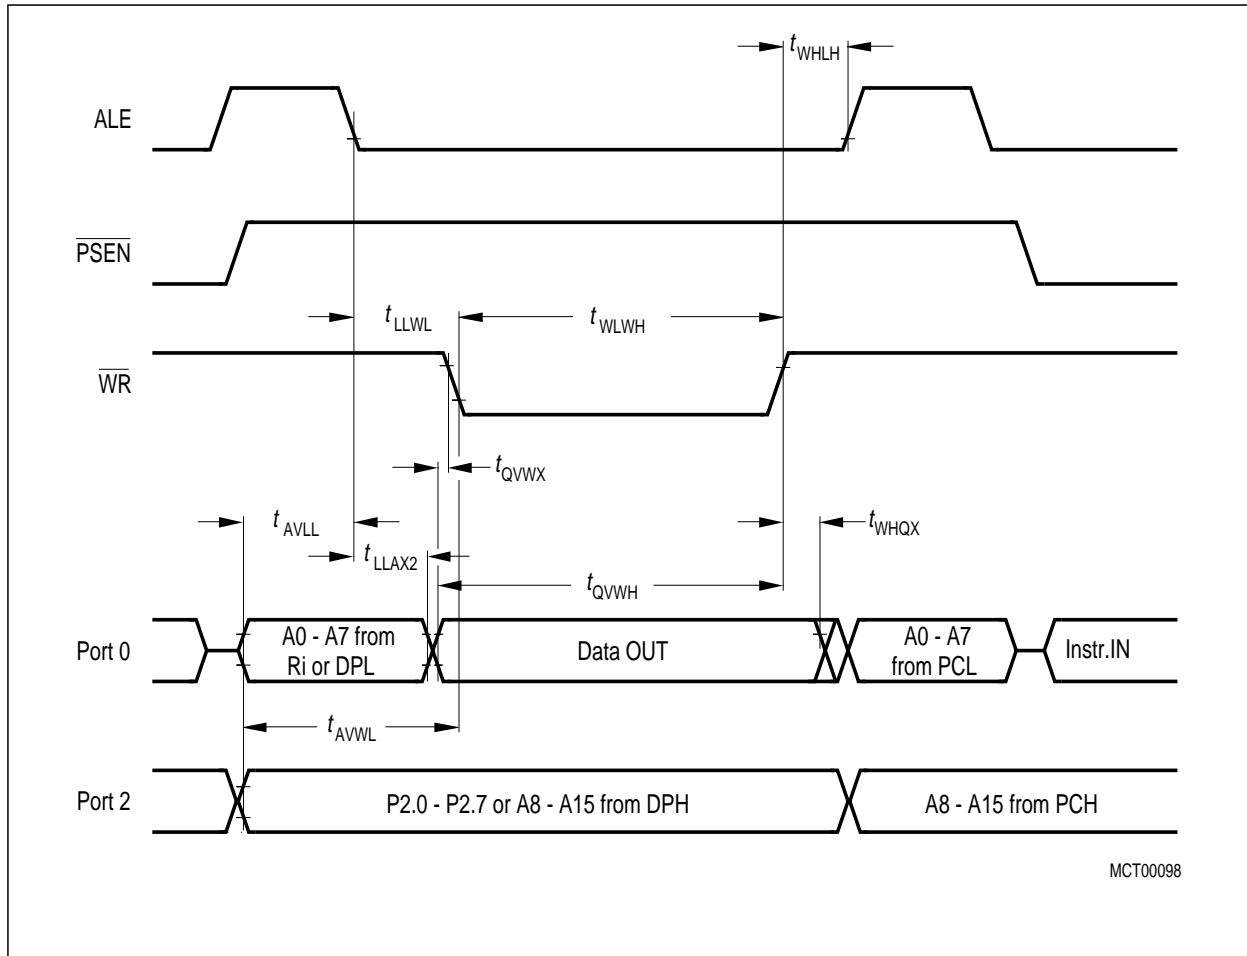 tWHLH
ALE
PSEN
tLLWL
tWLWH
WR
tQVWX
tAVLL
tWHQX
tLLAX2
tQVWH
Port 0
A0 - A7 from
Ri or DPL
Data OUT
A0 - A7
from PCL
Instr.IN
tAVWL
Port 2
P2.0 - P2.7 or A8 - A15 from DPH
A8 - A15 from PCH
MCT00098